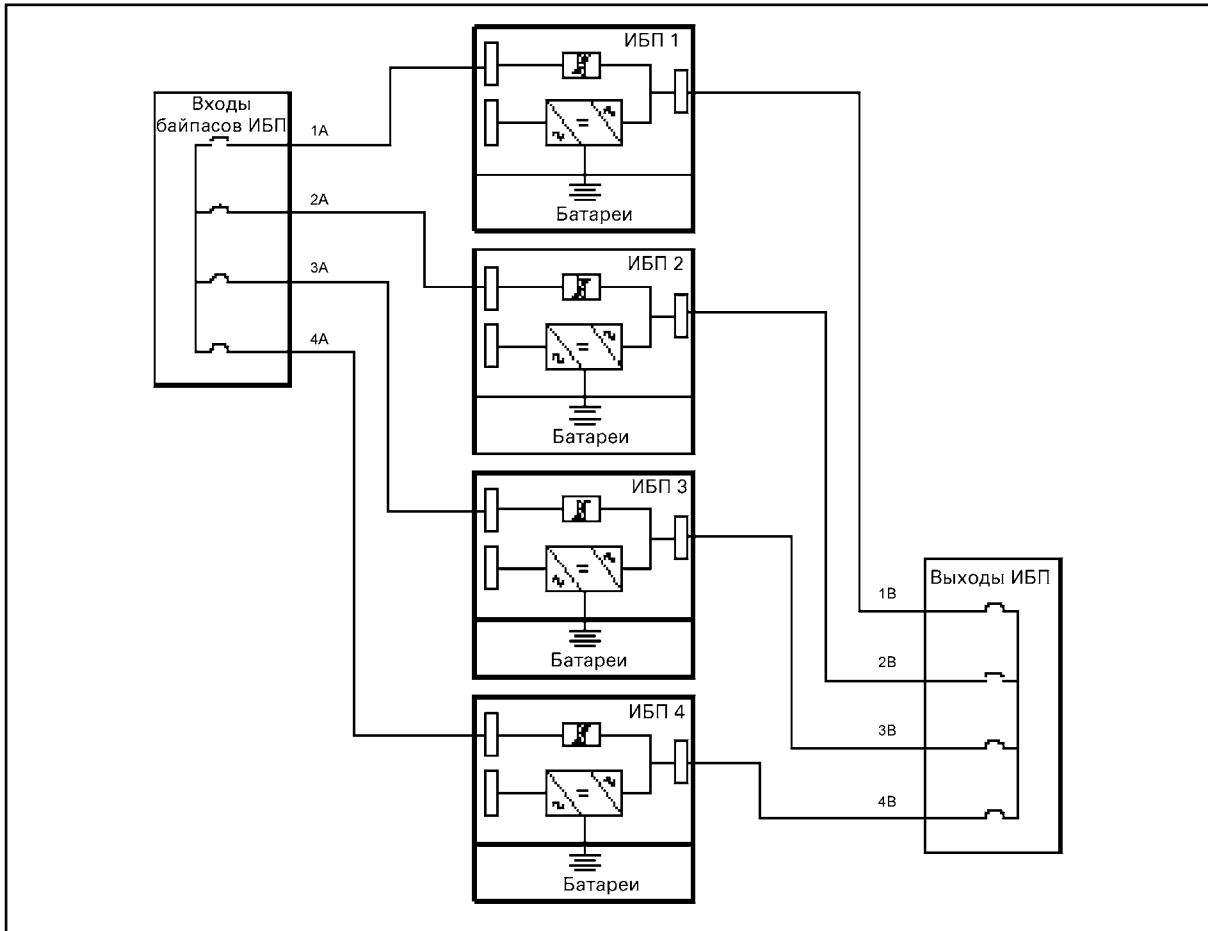 Входы
байпасов ИБП
1A
2A
3A
4A
ИБП 1
Батареи
ИБП 2
Батареи
ИБП 3
Батареи
ИБП 4
Батареи
Выходы ИБП
1B
2B
3B
4B